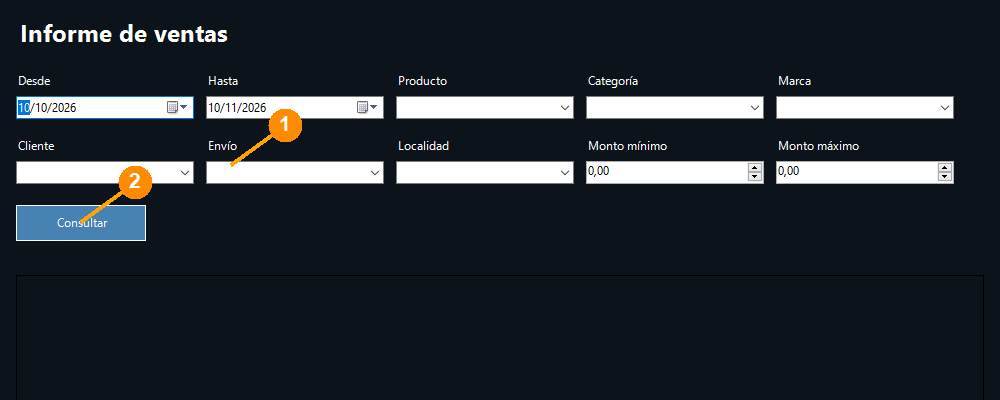 Informe de ventas
Desde Hasta Producto Categoría Marca
10/10/2026 10/11/2026
1
Cliente Envío Localidad Monto mínimo Monto máximo
0,00 0,00
2
Consultar